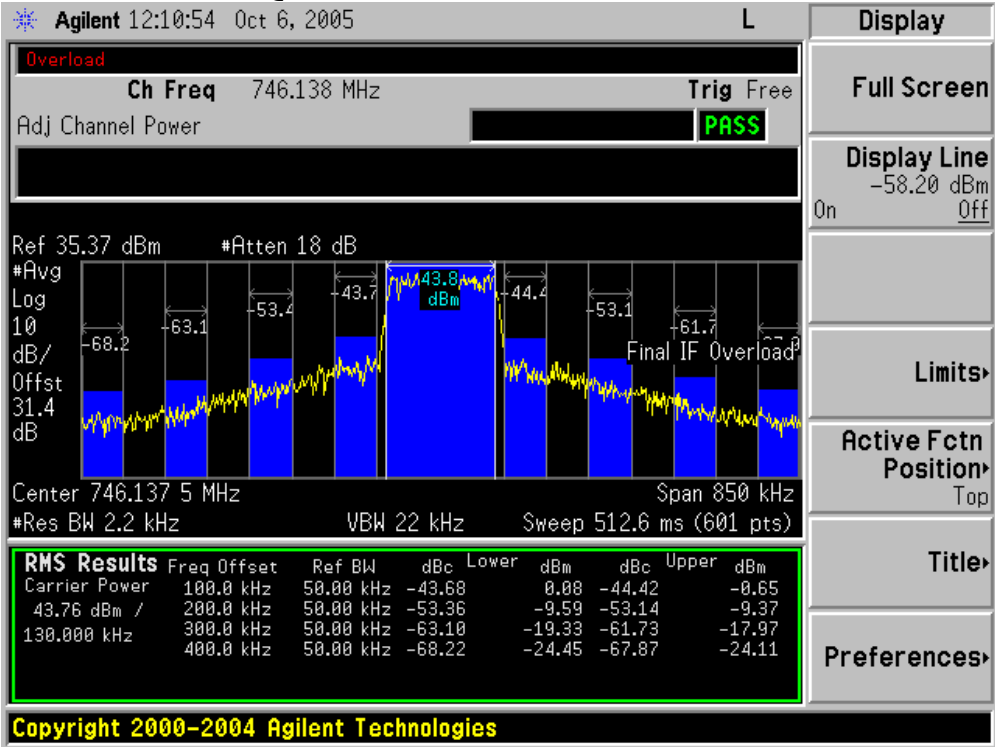 Agilent 12:10:54 Oct 6, 2005 L
Display
Overload
Ch Freq 746.138 MHz Trig Free
Adj Channel Power PASS
Full Screen
Display Line
-58.20 dBm
On Off
Ref 35.37 dBm #Atten 18 dB
#Avg
Log
10
dB/
Offst
31.4
dB
-68.2
-63.1
-53.4
-43.7
43.8
dBm
-44.4
-53.1
-61.7
Final IF Overload
Limits
Active Fctn
Position
Top
Center 746.137 5 MHz Span 850 kHz
#Res BW 2.2 kHz VBW 22 kHz Sweep 512.6 ms (601 pts)
RMS Results Freq Offset Ref BW dBc Lower dBm dBc Upper dBm
Carrier Power 100.0 kHz 50.00 kHz -43.68 0.08 -44.42 -0.65
43.76 dBm / 200.0 kHz 50.00 kHz -53.36 -9.59 -53.14 -9.37
130.000 kHz 300.0 kHz 50.00 kHz -63.10 -19.33 -61.73 -17.97
400.0 kHz 50.00 kHz -68.22 -24.45 -67.87 -24.11
Title
Preferences
Copyright 2000-2004 Agilent Technologies